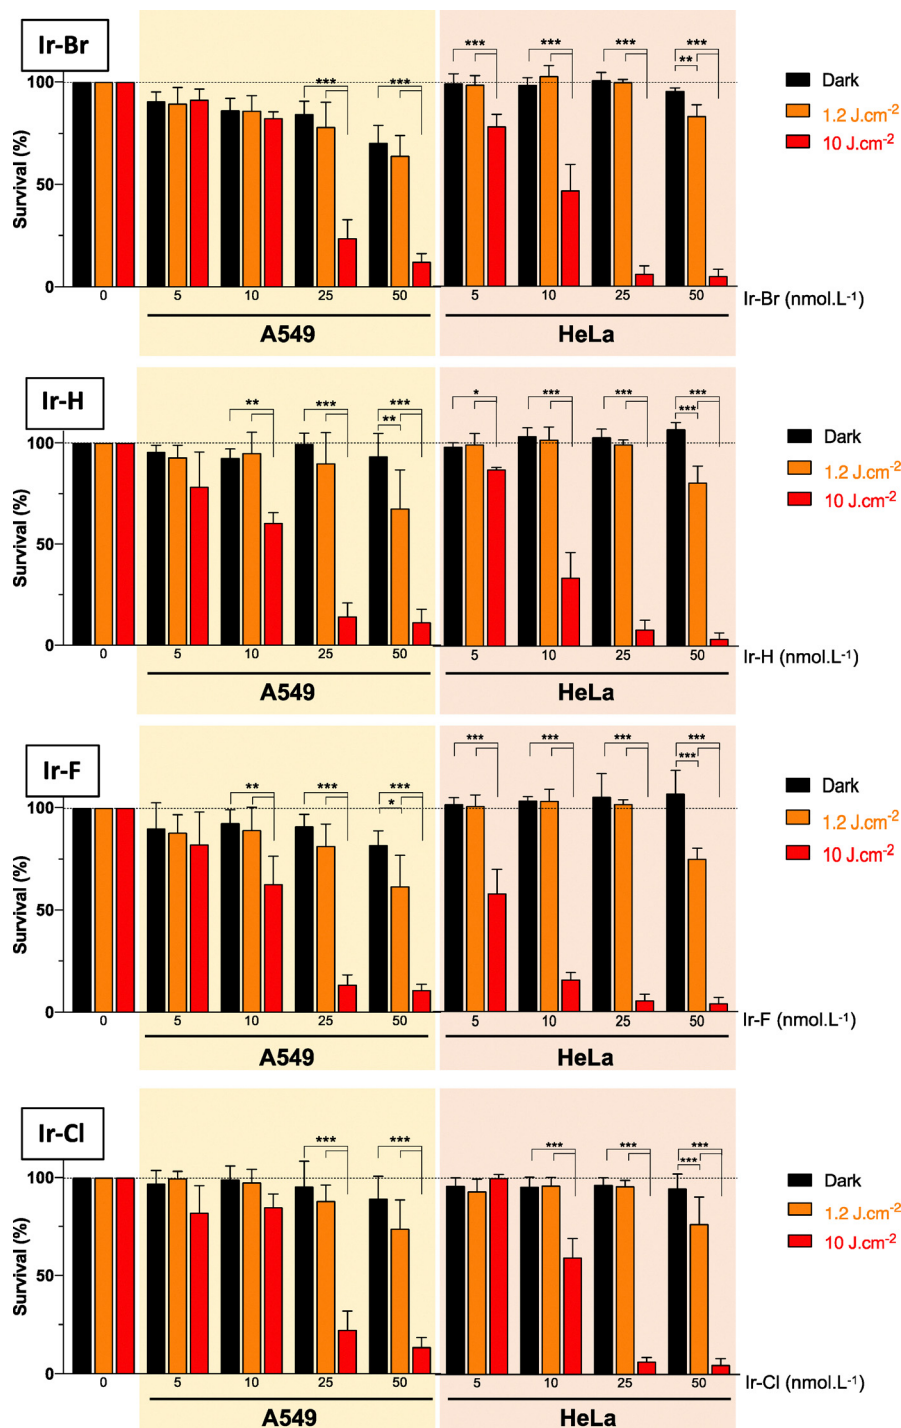 Ir-Br
*** *** *** *** *** ***
**
100
50
0
Survival (%)
Dark
1.2 J.cm-2
10 J.cm-2
0 5 10 25 50 5 10 25 50 Ir-Br (nmol.L-1)
A549 HeLa
Ir-H
** *** *** * *** *** ***
** ***
100
50
0
Survival (%)
Dark
1.2 J.cm-2
10 J.cm-2
0 5 10 25 50 5 10 25 50 Ir-H (nmol.L-1)
A549 HeLa
Ir-F
** *** *** *** *** *** ***
* ***
100
50
0
Survival (%)
Dark
1.2 J.cm-2
10 J.cm-2
0 5 10 25 50 5 10 25 50 Ir-F (nmol.L-1)
A549 HeLa
Ir-Cl
*** *** *** *** ***
***
100
50
0
Survival (%)
Dark
1.2 J.cm-2
10 J.cm-2
0 5 10 25 50 5 10 25 50 Ir-Cl (nmol.L-1)
A549 HeLa